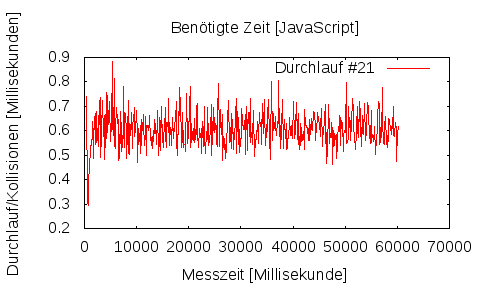 Benötigte Zeit [JavaScript]
Durchlauf #21
Durchlauf/Kollisionen [Millisekunden]
0.9
0.8
0.7
0.6
0.5
0.4
0.3
0.2
0 10000 20000 30000 40000 50000 60000 70000
Messzeit [Millisekunde]